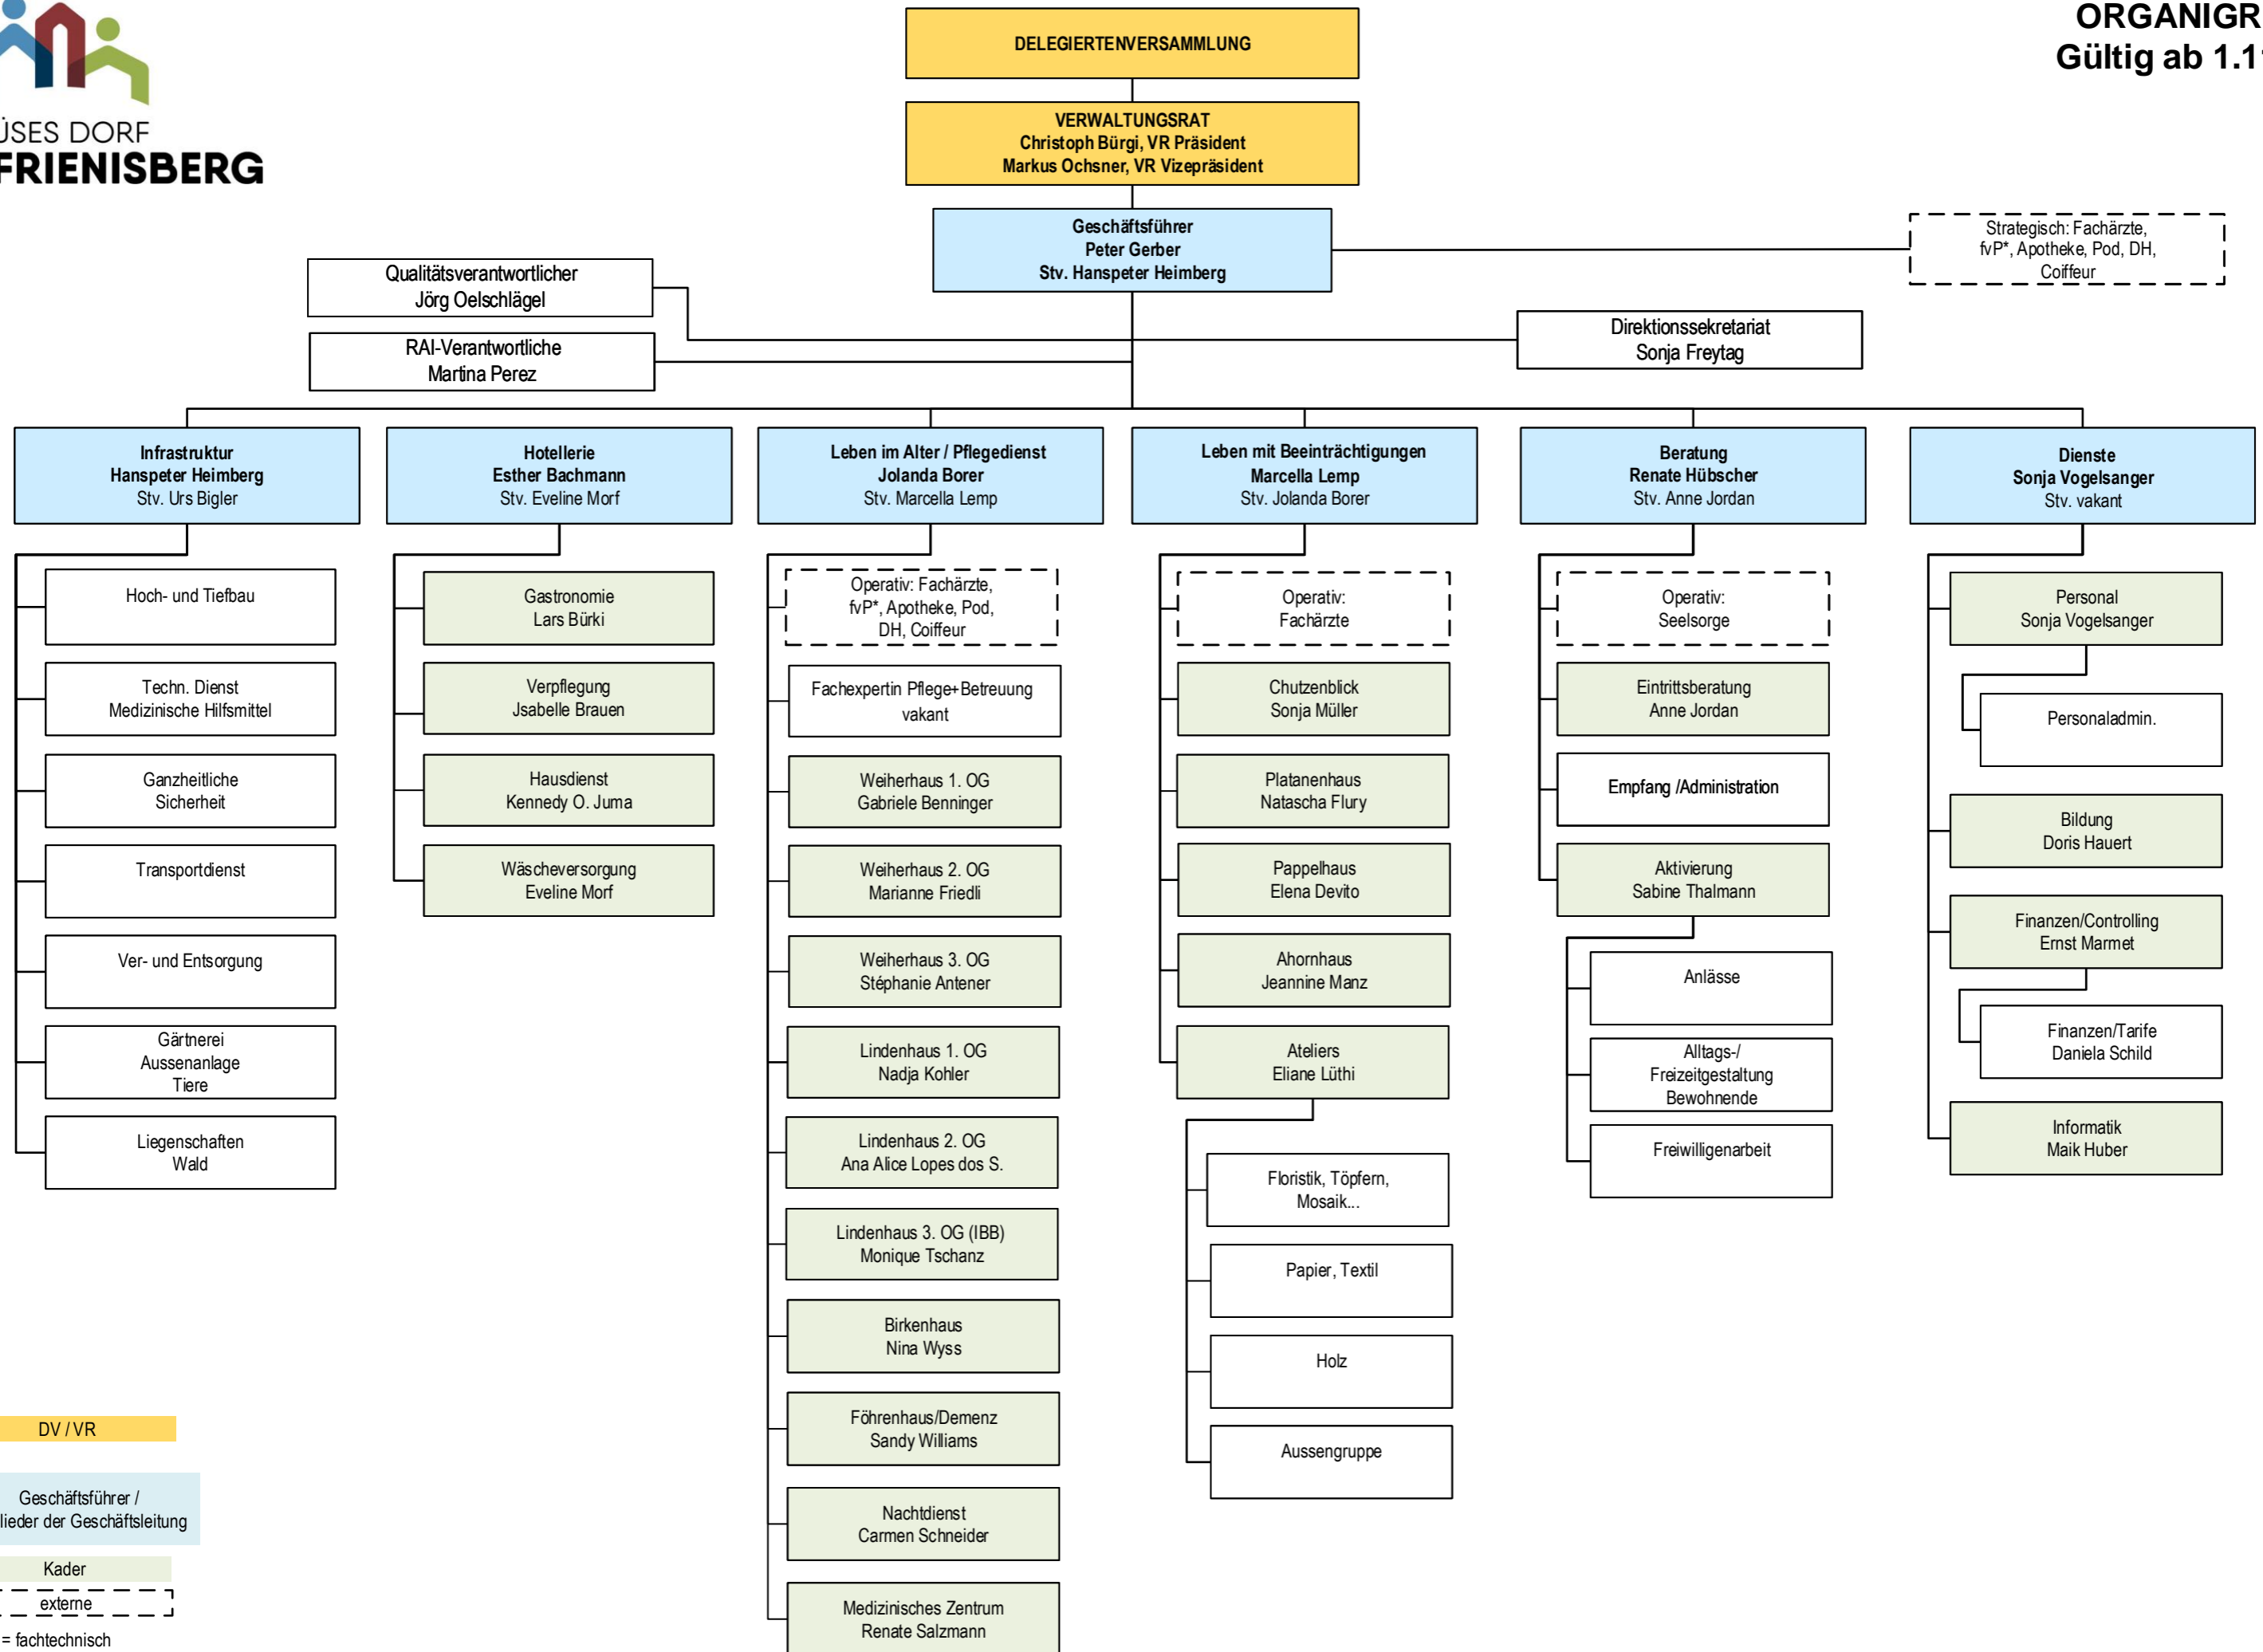 ORGANIGR
Gültig ab 1.1
ÜSES DORF
FRIENISBERG
DELEGIERTENVERSAMMLUNG
VERWALTUNGSRAT
Christoph Bürgi, VR Präsident
Markus Ochsner, VR Vizepräsident
Geschäftsführer
Peter Gerber
Stv. Hanspeter Heimberg
Strategisch: Fachärzte,
fvP*, Apotheke, Pod, DH,
Coiffeur
Qualitätsverantwortlicher
Jörg Oelschlägel
RAI-Verantwortliche
Martina Perez
Direktionssekretariat
Sonja Freytag
Infrastruktur
Hanspeter Heimberg
Stv. Urs Bigler
Hotellerie
Esther Bachmann
Stv. Eveline Morf
Leben im Alter / Pflegedienst
Jolanda Borer
Stv. Marcella Lemp
Leben mit Beeinträchtigungen
Marcella Lemp
Stv. Jolanda Borer
Beratung
Renate Hübscher
Stv. Anne Jordan
Dienste
Sonja Vogelsanger
Stv. vakant
Hoch- und Tiefbau
Techn. Dienst
Medizinische Hilfsmittel
Ganzheitliche
Sicherheit
Transportdienst
Ver- und Entsorgung
Gärtnerei
Aussenanlage
Tiere
Liegenschaften
Wald
Gastronomie
Lars Bürki
Verpflegung
Jsabelle Brauen
Hausdienst
Kennedy O. Juma
Wäscheversorgung
Eveline Morf
Operativ: Fachärzte,
fvP*, Apotheke, Pod,
DH, Coiffeur
Fachexpertin Pflege+Betreuung
vakant
Weiherhaus 1. OG
Gabriele Benninger
Weiherhaus 2. OG
Marianne Friedli
Weiherhaus 3. OG
Stéphanie Antener
Lindenhaus 1. OG
Nadja Kohler
Lindenhaus 2. OG
Ana Alice Lopes dos S.
Lindenhaus 3. OG (IBB)
Monique Tschanz
Birkenhaus
Nina Wyss
Föhrenhaus/Demenz
Sandy Williams
Nachtdienst
Carmen Schneider
Medizinisches Zentrum
Renate Salzmann
Operativ:
Fachärzte
Chutzenblick
Sonja Müller
Platanenhaus
Natascha Flury
Pappelhaus
Elena Devito
Ahornhaus
Jeannine Manz
Ateliers
Eliane Lüthi
Floristik, Töpfern,
Mosaik...
Papier, Textil
Holz
Aussengruppe
Operativ:
Seelsorge
Eintrittsberatung
Anne Jordan
Empfang /Administration
Aktivierung
Sabine Thalmann
Anlässe
Alltags-/
Freizeitgestaltung
Bewohnende
Freiwilligenarbeit
Personal
Sonja Vogelsanger
Personaladmin.
Bildung
Doris Hauert
Finanzen/Controlling
Ernst Marmet
Finanzen/Tarife
Daniela Schild
Informatik
Maik Huber
DV / VR
Geschäftsführer /
lieder der Geschäftsleitung
Kader
externe
= fachtechnisch